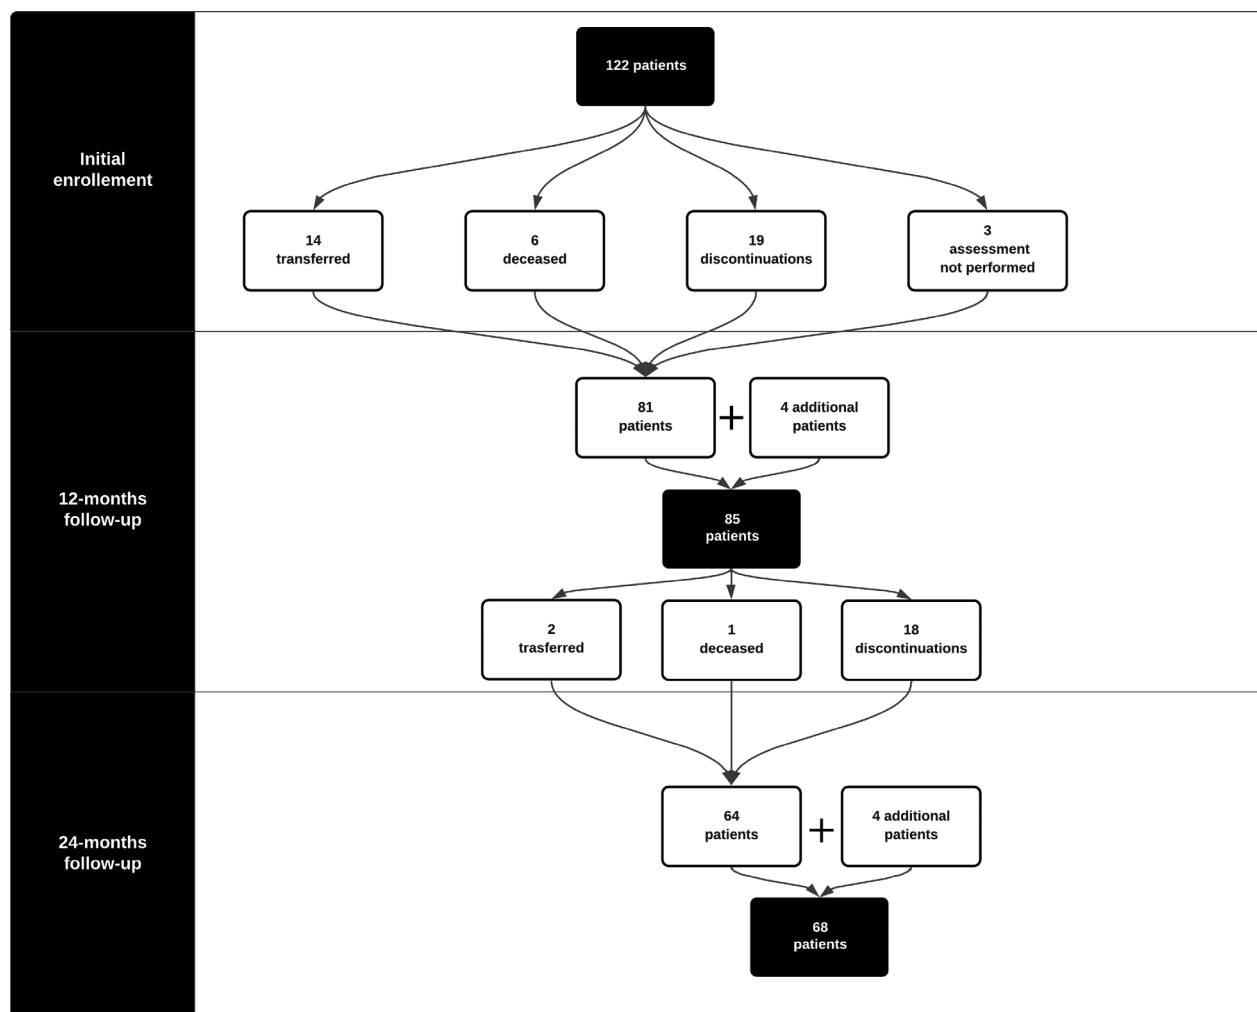 122 patients
Initial
enrollement
14
transferred
6
deceased
19
discontinuations
3
assessment
not performed
81
patients
+
4 additional
patients
12-months
follow-up
85
patients
2
trasferred
1
deceased
18
discontinuations
64
patients
+
4 additional
patients
24-months
follow-up
68
patients